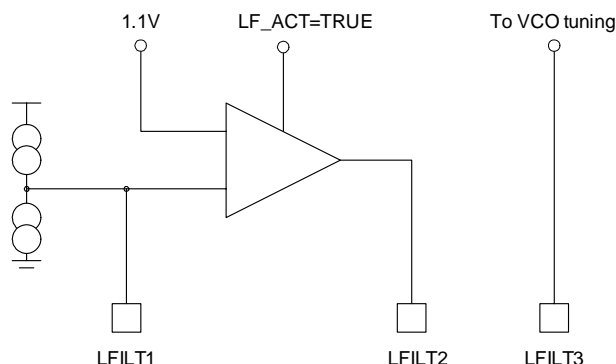 1.1V
LF_ACT=TRUE
To VCO tuning
LFILT1
LFILT2
LFILT3